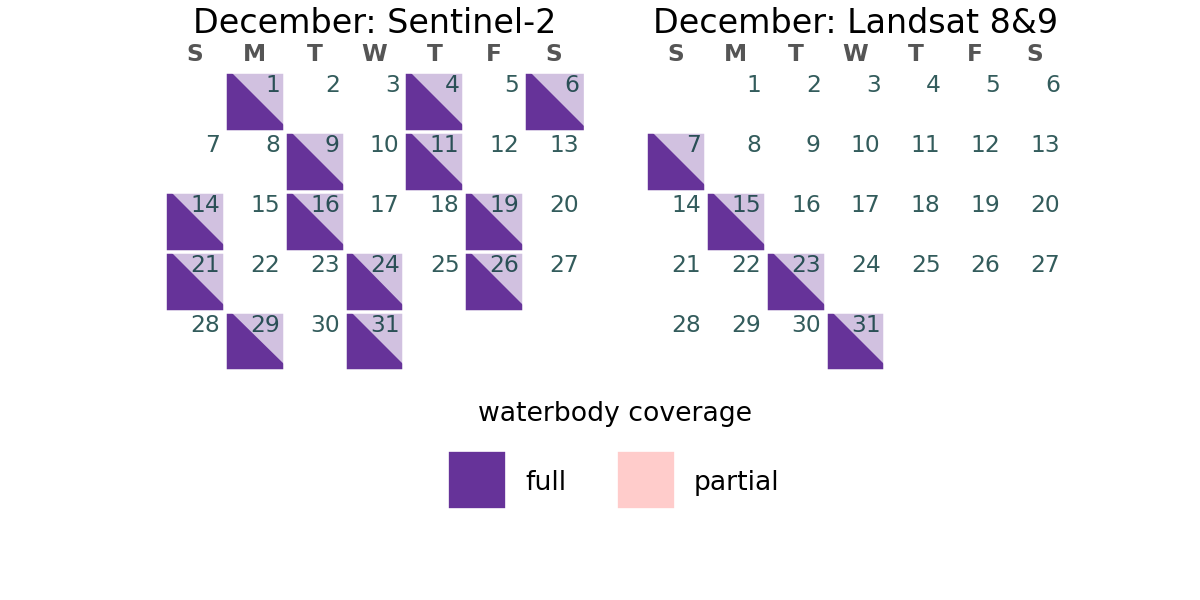 December: Sentinel-2
S M T W T F S
1 2 3 4 5 6
7 8 9 10 11 12 13
14 15 16 17 18 19 20
21 22 23 24 25 26 27
28 29 30 31
December: Landsat 8&9
S M T W T F S
1 2 3 4 5 6
7 8 9 10 11 12 13
14 15 16 17 18 19 20
21 22 23 24 25 26 27
28 29 30 31
waterbody coverage
full partial